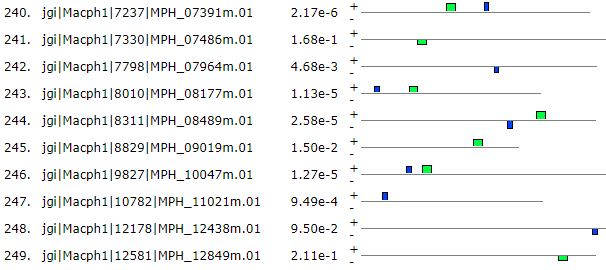 240. jgi|Macph1|7237|MPH_07391m.01 2.17e-6 +
-
241. jgi|Macph1|7330|MPH_07486m.01 1.68e-1 +
-
242. jgi|Macph1|7798|MPH_07964m.01 4.68e-3 +
-
243. jgi|Macph1|8010|MPH_08177m.01 1.13e-5 +
-
244. jgi|Macph1|8311|MPH_08489m.01 2.58e-5 +
-
245. jgi|Macph1|8829|MPH_09019m.01 1.50e-2 +
-
246. jgi|Macph1|9827|MPH_10047m.01 1.27e-5 +
-
247. jgi|Macph1|10782|MPH_11021m.01 9.49e-4 +
-
248. jgi|Macph1|12178|MPH_12438m.01 9.50e-2 +
-
249. jgi|Macph1|12581|MPH_12849m.01 2.11e-1 +
-